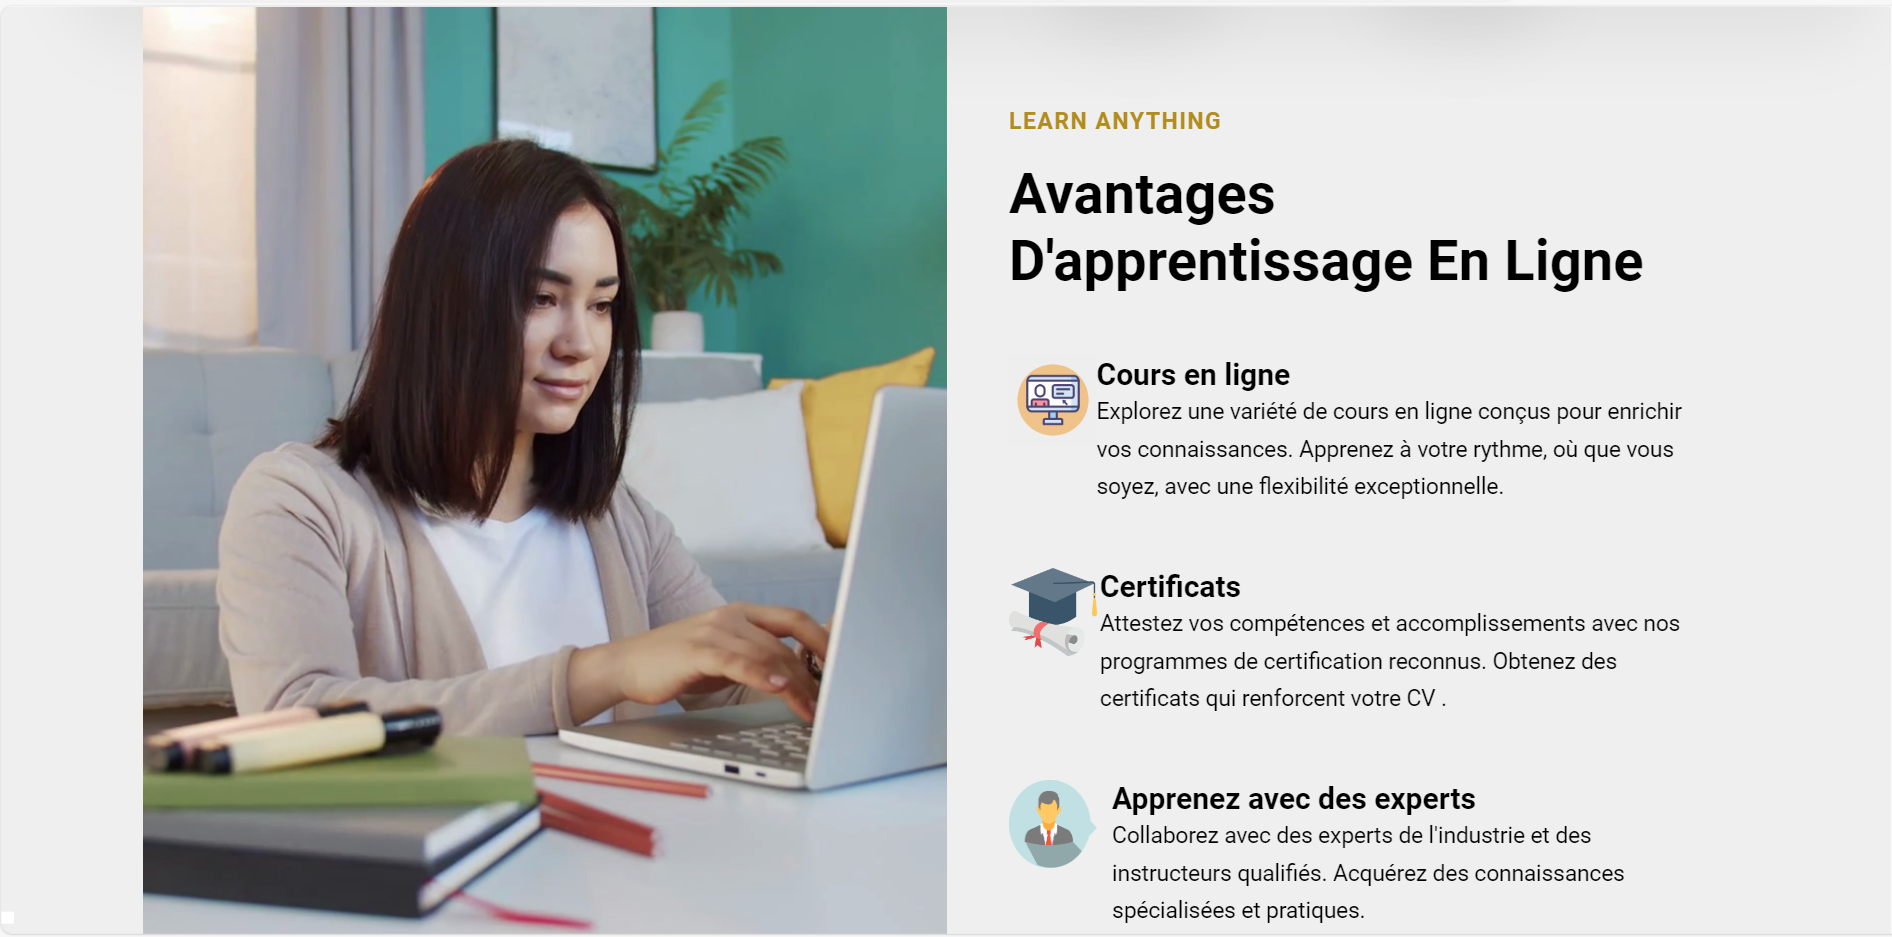 LEARN ANYTHING
Avantages
D'apprentissage En Ligne
Cours en ligne
Explorez une variété de cours en ligne conçus pour enrichir
vos connaissances. Apprenez à votre rythme, où que vous
soyez, avec une flexibilité exceptionnelle.
Certificats
Attestez vos compétences et accomplissements avec nos
programmes de certification reconnus. Obtenez des
certificats qui renforcent votre CV .
Apprenez avec des experts
Collaborez avec des experts de l'industrie et des
instructeurs qualifiés. Acquérez des connaissances
spécialisées et pratiques.